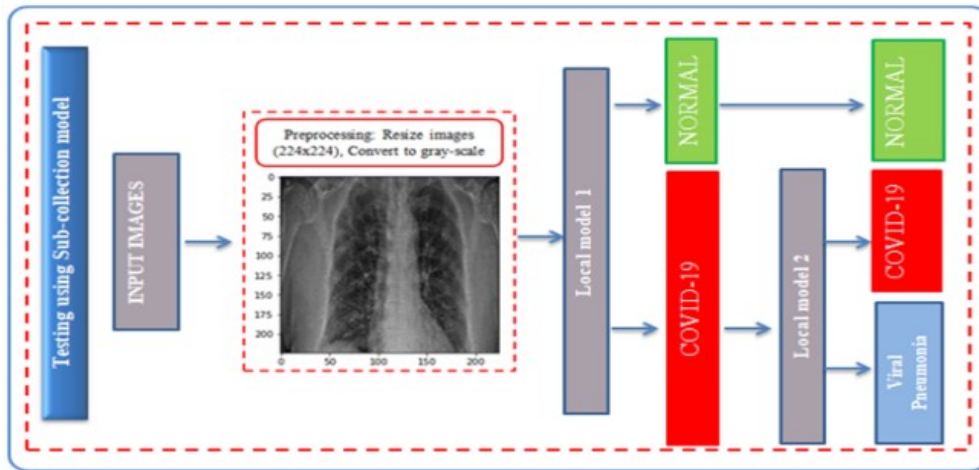 Testing using Sub-collection model
INPUT IMAGES
Preprocessing: Resize images
(224x224), Convert to gray-scale
0
25
50
75
100
125
150
175
200
0 50 100 150 200
Local model 1
NORMAL
COVID-19
Local model 2
NORMAL
COVID-19
Viral
Pneumonia